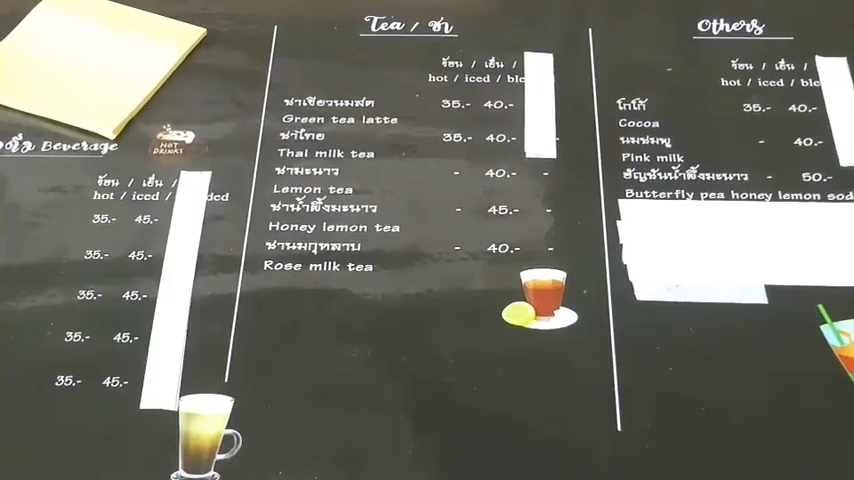 Beverage
HOT DRINKS
ร้อน / เย็น /
hot / iced /
35.- 45.-
35.- 45.-
35.- 45.-
35.- 45.-
35.- 45.-
Tea / ชา
ร้อน / เย็น /
hot / iced /
ชาเขียวนมสด 35.- 40.-
Green tea latte
ชาไทย 35.- 40.-
Thai milk tea
ชามะนาว - 40.- -
Lemon tea
ชาน้ำผึ้งมะนาว - 45.- -
Honey lemon tea
ชานมกุหลาบ - 40.- -
Rose milk tea
Others
ร้อน / เย็น /
hot / iced /
โกโก้ 35.- 40.-
Cocoa
นมชมพู - 40.-
Pink milk
อัญชันน้ำผึ้งมะนาว - 50.-
Butterfly pea honey lemon soda